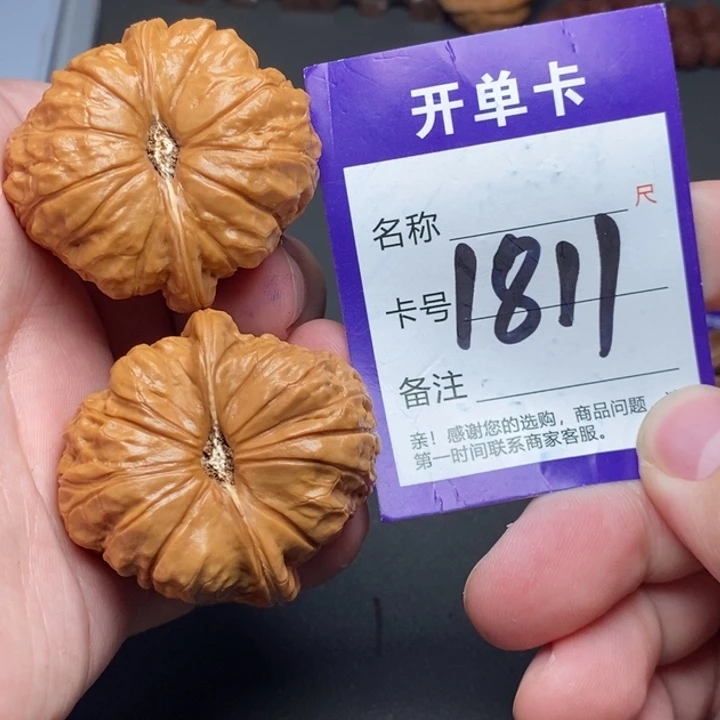 开单卡
名称 尺
卡号 1811
备注
亲！感谢您的选购，商品问题
第一时间联系商家客服。